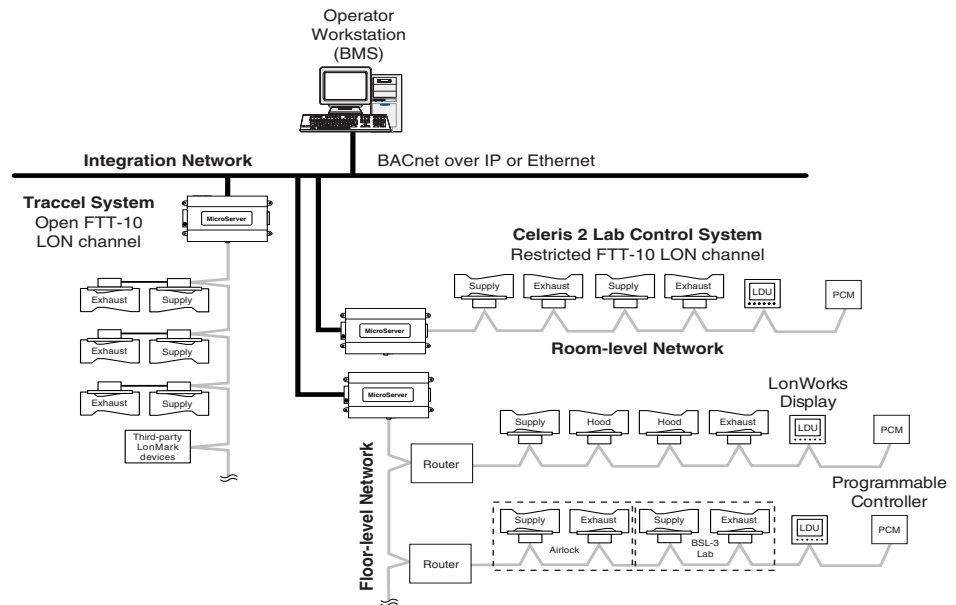 Operator
Workstation
(BMS)
Integration Network
BACnet over IP or Ethernet
Traccel System
Open FTT-10
LON channel
MicroServer
Exhaust
Supply
Exhaust
Supply
Exhaust
Supply
Third-party
LonMark
devices
Celeris 2 Lab Control System
Restricted FTT-10 LON channel
Supply
Exhaust
Supply
Exhaust
LDU
PCM
MicroServer
Room-level Network
MicroServer
LonWorks
Display
Supply
Hood
Hood
Exhaust
LDU
PCM
Router
Floor-level Network
Programmable
Controller
Supply
Exhaust
Supply
Exhaust
LDU
PCM
Airlock
BSL-3
Lab
Router